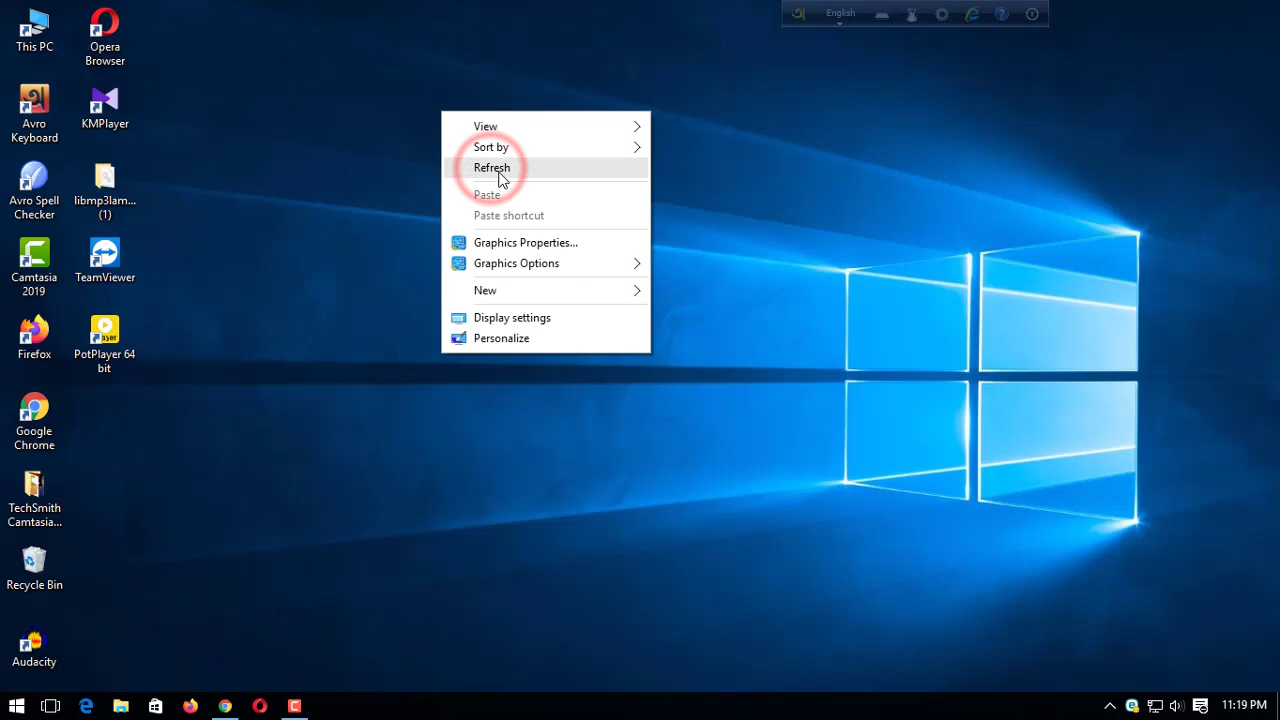 This PC
Opera
Browser
Avro
Keyboard
KMPlayer
Avro Spell
Checker
libmp3lam...
(1)
Camtasia
2019
TeamViewer
Firefox
PotPlayer 64
bit
Google
Chrome
TechSmith
Camtasia...
Recycle Bin
Audacity
অ
English
View
Sort by
Refresh
Paste
Paste shortcut
Graphics Properties...
Graphics Options
New
Display settings
Personalize
11:19 PM